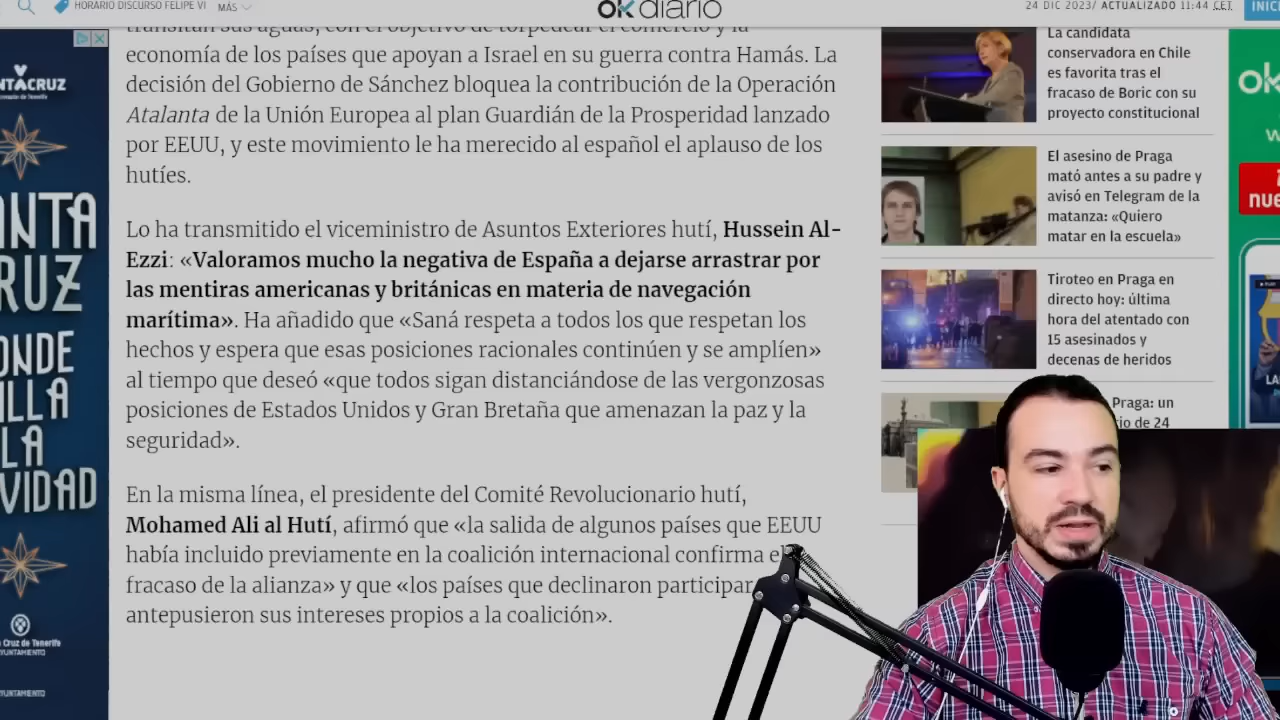 HORARIO DISCURSO FELIPE VI
MÁS
okdiario
24 DIC 2023/ ACTUALIZADO 11:44 CET
transitan sus aguas, con el objetivo de torpedear el comercio y la
economía de los países que apoyan a Israel en su guerra contra Hamás. La
decisión del Gobierno de Sánchez bloquea la contribución de laOperación
Atalanta de la Unión Europea al plan Guardián de la Prosperidad lanzado
por EEUU, y este movimiento le ha merecido al español el aplauso de los
hutíes.
Lo ha transmitido el viceministro de Asuntos Exteriores hutí, Hussein Al-
Ezzi: «Valoramos mucho la negativa de España a dejarse arrastrar por
las mentiras americanas y británicas en materia de navegación
marítima». Ha añadido que «Saná respeta a todos los que respetan los
hechos y espera que esas posiciones racionales continúen y se amplíen»
al tiempo que deseó «que todos sigan distanciándose de las vergonzosas
posiciones de Estados Unidos y Gran Bretaña que amenazan la paz y la
seguridad».
En la misma línea, el presidente del Comité Revolucionario hutí,
Mohamed Ali al Hutí, afirmó que «la salida de algunos países que EEUU
había incluido previamente en la coalición internacional confirma el
fracaso de la alianza» y que «los países que declinaron participar
antepusieron sus intereses propios a la coalición».
La candidata
conservadora en Chile
es favorita tras el
fracaso de Boric con su
proyecto constitucional
El asesino de Praga
mató antes a su padre y
avisó en Telegram de la
matanza: «Quiero
matar en la escuela»
Tiroteo en Praga en
directo hoy: última
hora del atentado con
15 asesinados y
decenas de heridos
Praga: un
de 24
NTACRUZ
ANTA
RUZ
ONDE
LLA
LA
VIDAD
Cruz de Tenerife
AYUNTAMIENTO
INIC
ok
nue
LA